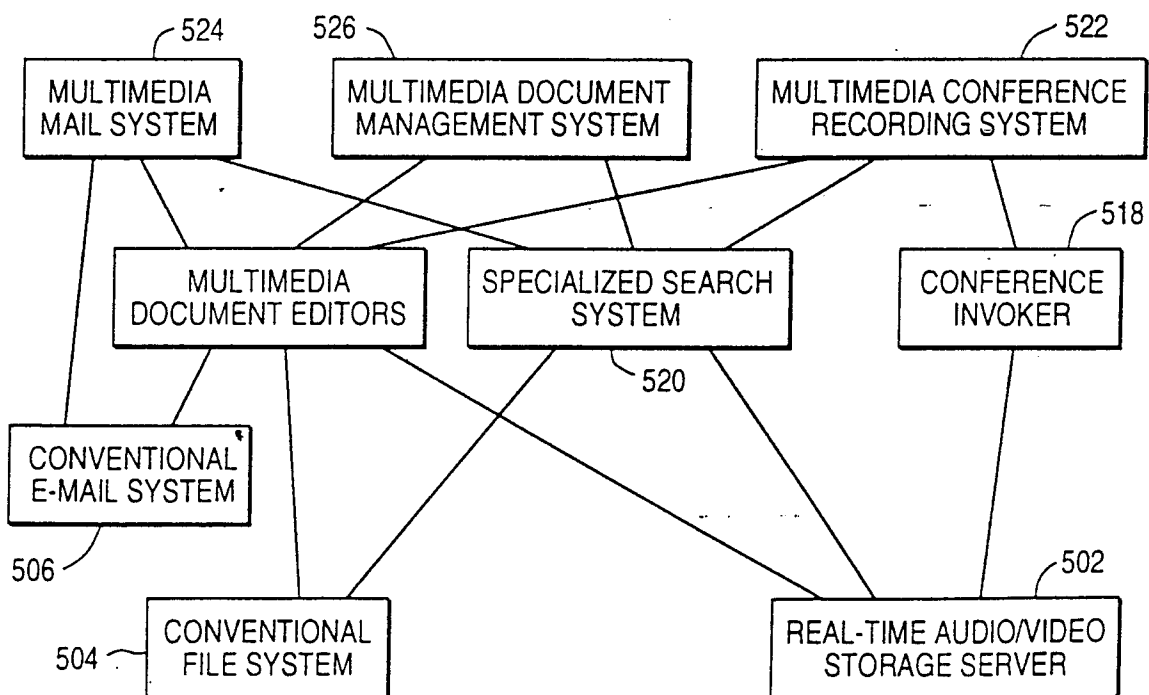 524
526
522
MULTIMEDIA
MAIL SYSTEM
MULTIMEDIA DOCUMENT
MANAGEMENT SYSTEM
MULTIMEDIA CONFERENCE
RECORDING SYSTEM
518
MULTIMEDIA
DOCUMENT EDITORS
SPECIALIZED SEARCH
SYSTEM
CONFERENCE
INVOKER
520
CONVENTIONAL
E-MAIL SYSTEM
506
502
504
CONVENTIONAL
FILE SYSTEM
REAL-TIME AUDIO/VIDEO
STORAGE SERVER